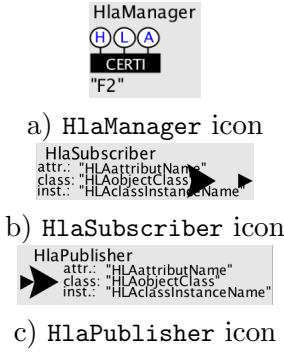 HlaManager
H L A
CERTI
"F2"
a) HlaManager icon
HlaSubscriber
attr.: "HLAattributName"
class: "HLAobjectClass"
inst.: "HLAclassInstanceName"
b) HlaSubscriber icon
HlaPublisher
attr.: "HLAattributName"
class: "HLAobjectClass"
inst.: "HLAclassInstanceName"
c) HlaPublisher icon